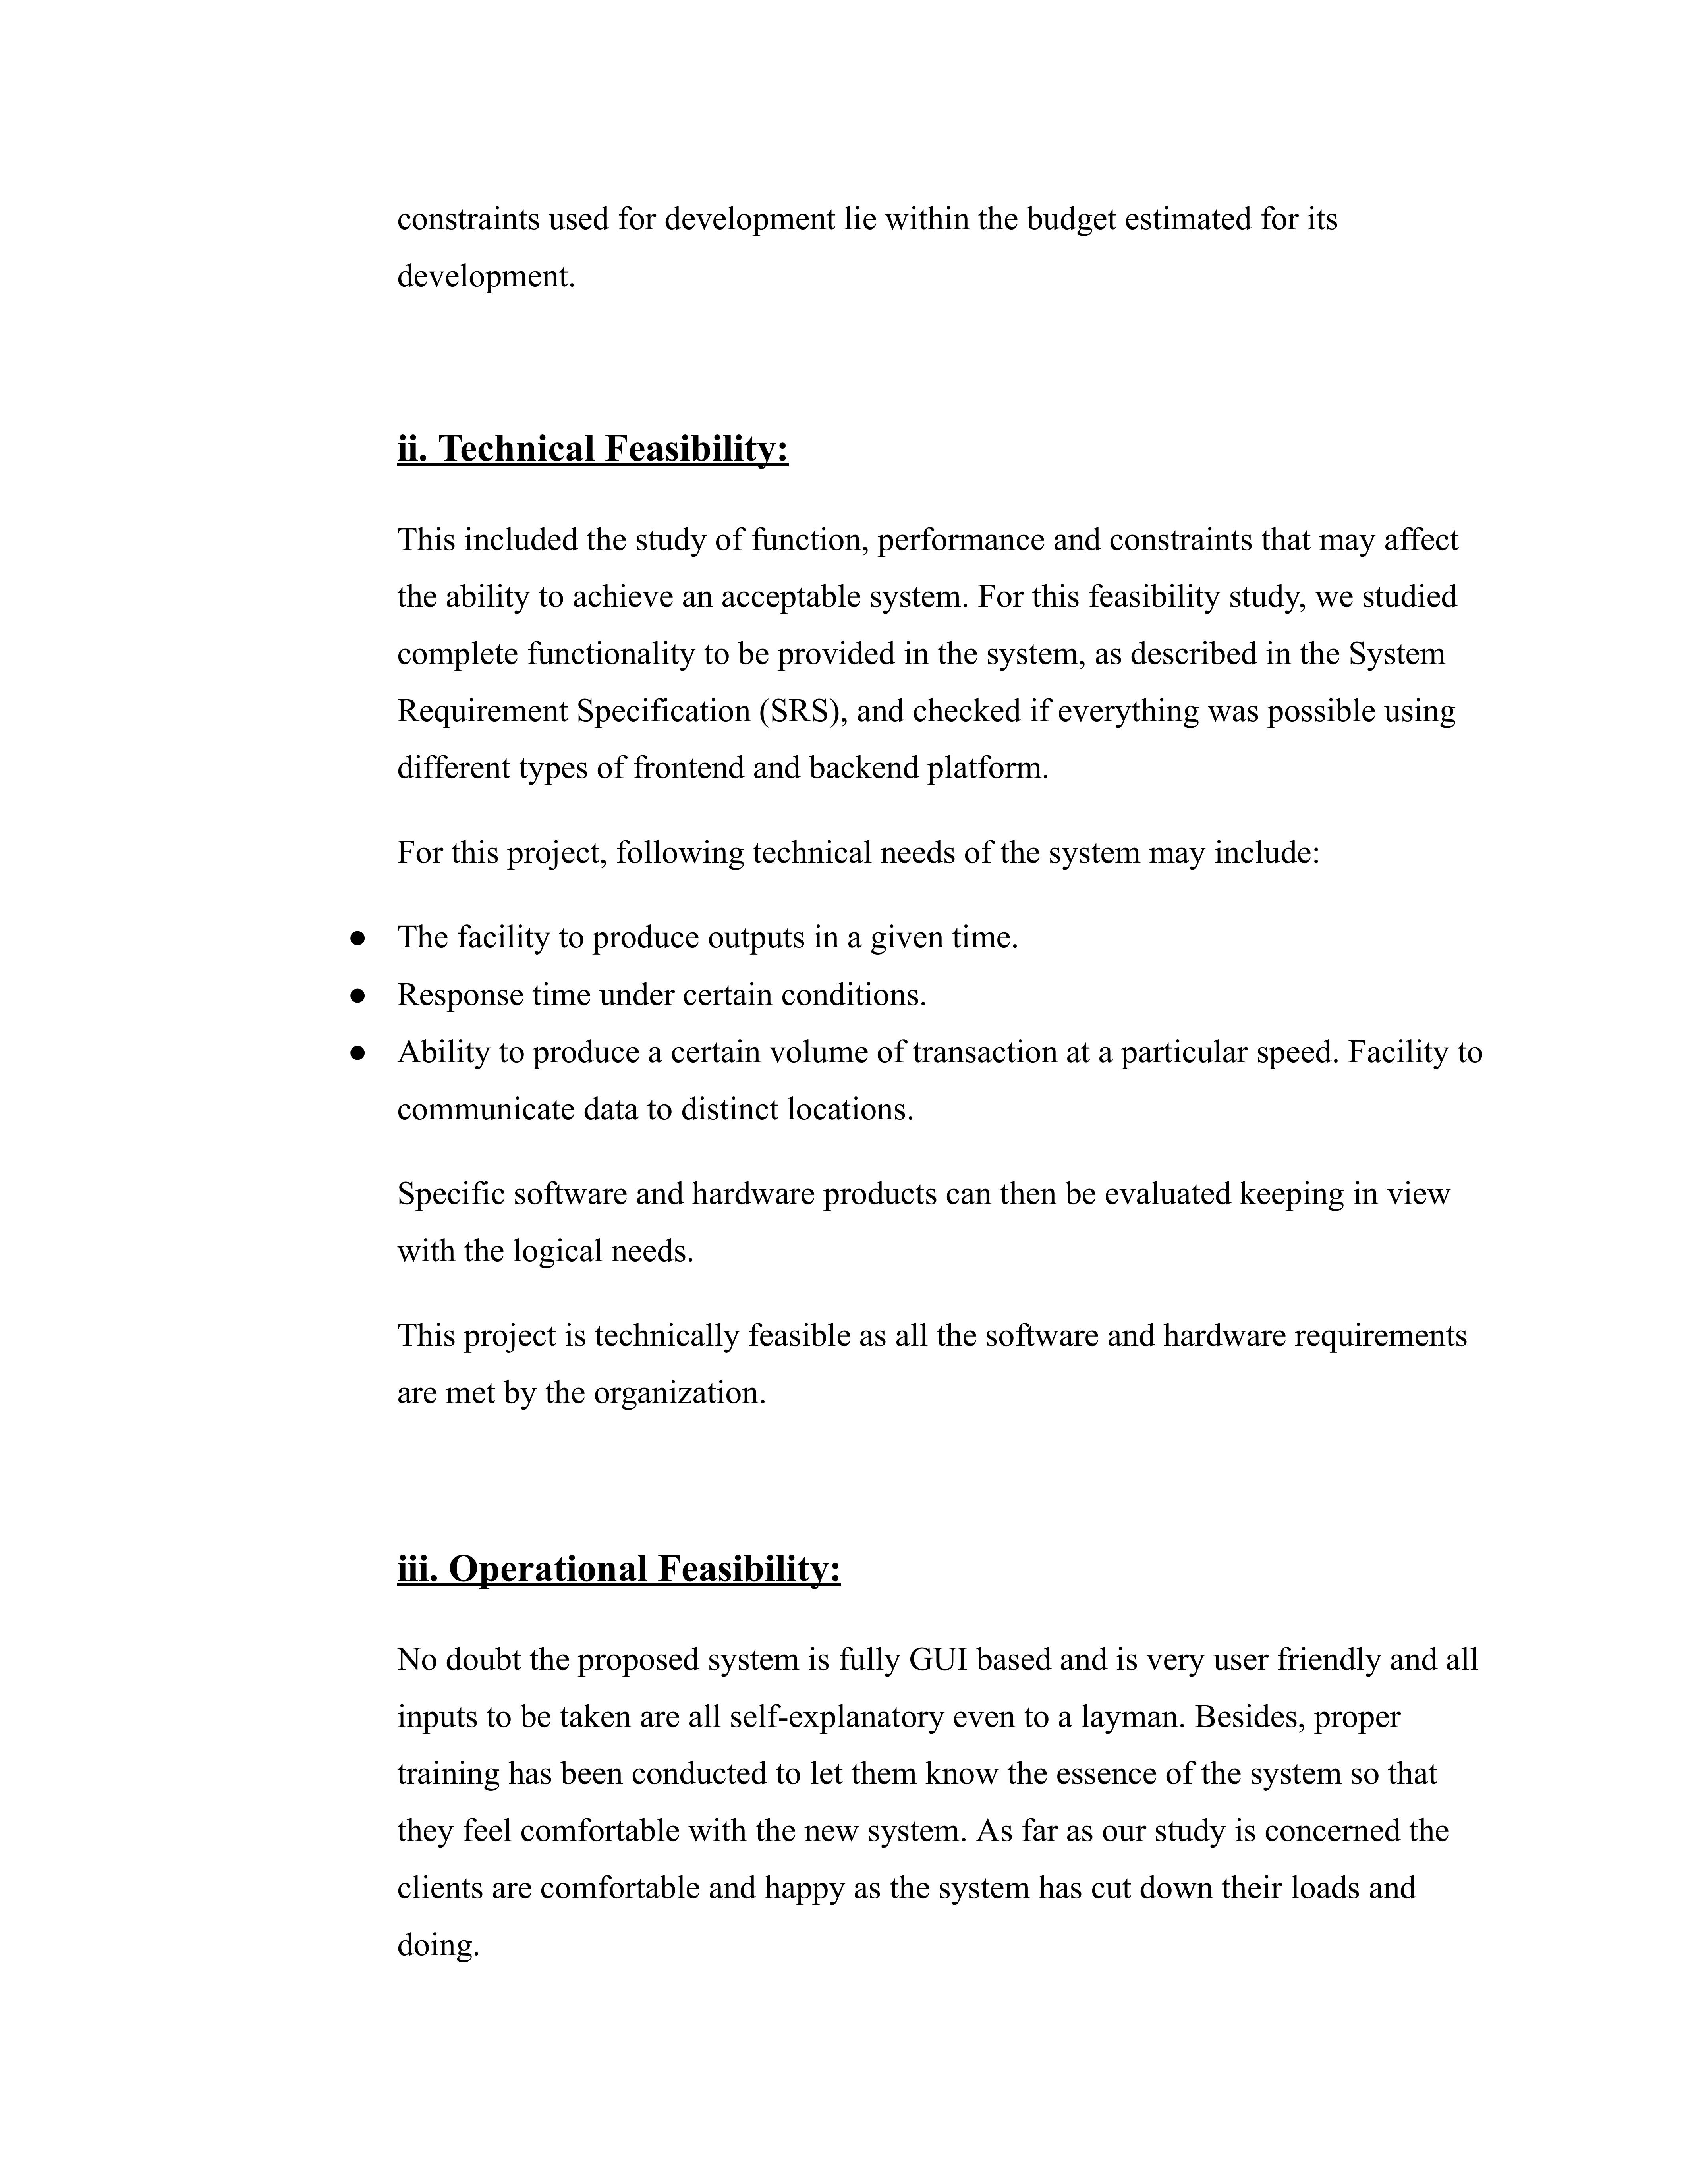 constraints used for development lie within the budget estimated for its
development.
ii. Technical Feasibility:
This included the study of function, performance and constraints that may affect
the ability to achieve an acceptable system. For this feasibility study, we studied
complete functionality to be provided in the system, as described in the System
Requirement Specification (SRS), and checked if everything was possible using
different types of frontend and backend platform.
For this project, following technical needs of the system may include:
● The facility to produce outputs in a given time.
● Response time under certain conditions.
● Ability to produce a certain volume of transaction at a particular speed. Facility to
communicate data to distinct locations.
Specific software and hardware products can then be evaluated keeping in view
with the logical needs.
This project is technically feasible as all the software and hardware requirements
are met by the organization.
iii. Operational Feasibility:
No doubt the proposed system is fully GUI based and is very user friendly and all
inputs to be taken are all self-explanatory even to a layman. Besides, proper
training has been conducted to let them know the essence of the system so that
they feel comfortable with the new system. As far as our study is concerned the
clients are comfortable and happy as the system has cut down their loads and
doing.